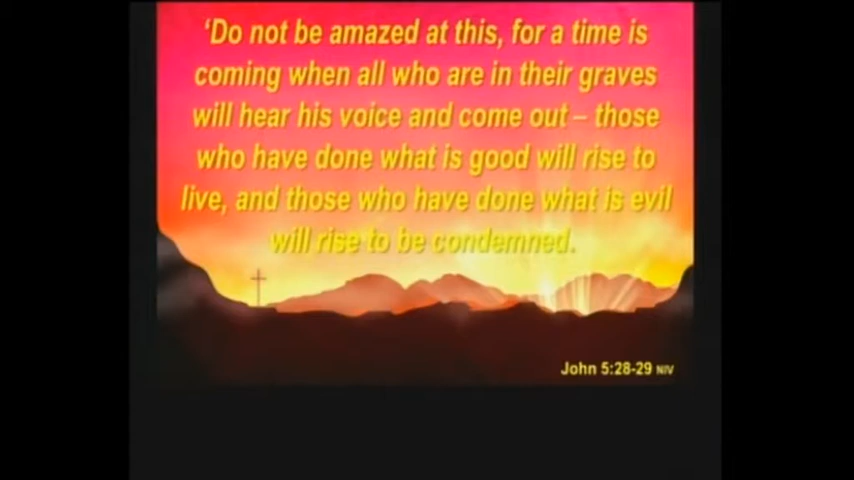 ‘Do not be amazed at this, for a time is
coming when all who are in their graves
will hear his voice and come out – those
who have done what is good will rise to
live, and those who have done what is evil
will rise to be condemned.
John 5:28-29 NIV